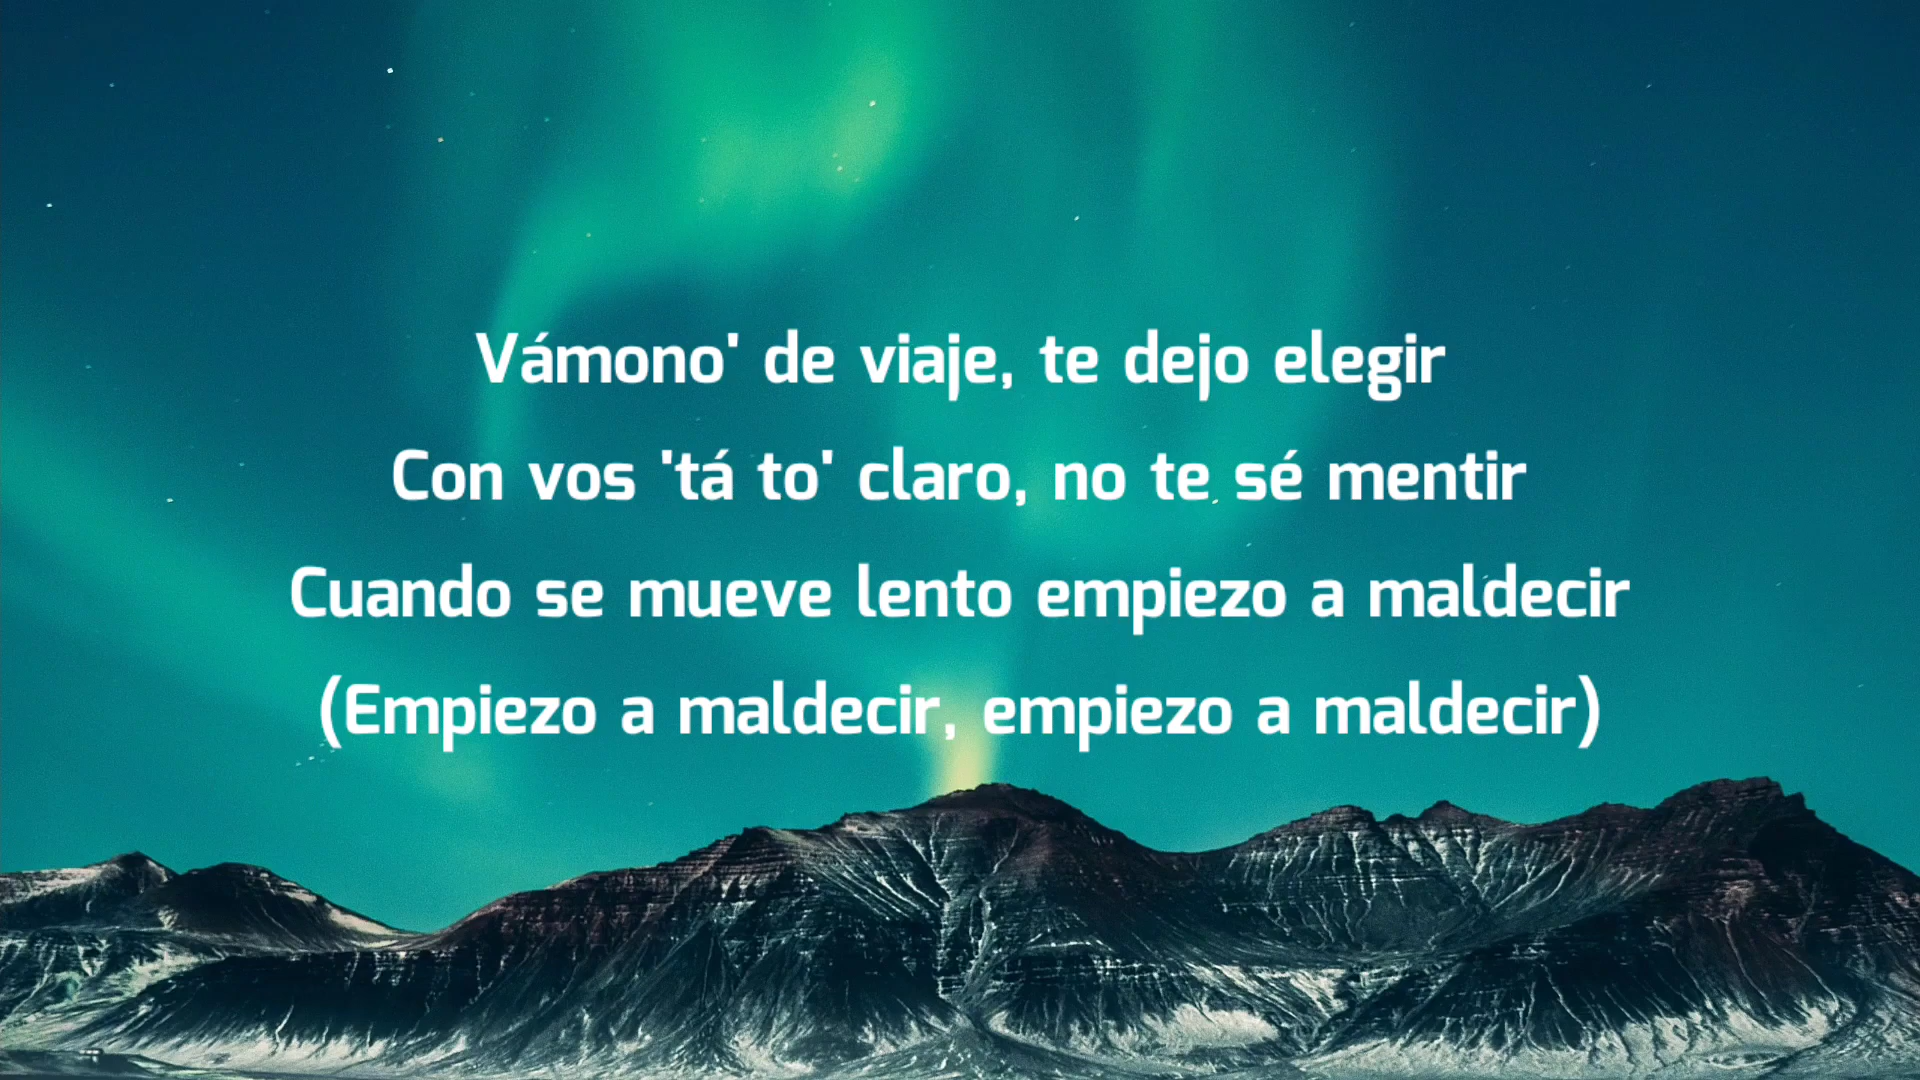 Vámono' de viaje, te dejo elegir
Con vos 'tá to' claro, no te sé mentir
Cuando se mueve lento empiezo a maldecir
(Empiezo a maldecir, empiezo a maldecir)